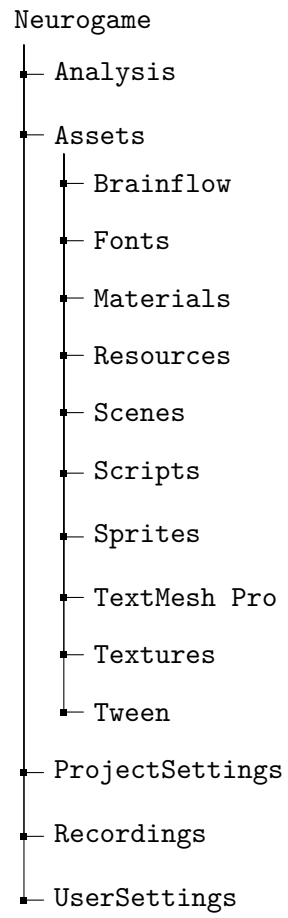 Neurogame
Analysis
Assets
Brainflow
Fonts
Materials
Resources
Scenes
Scripts
Sprites
TextMesh Pro
Textures
Tween
ProjectSettings
Recordings
UserSettings